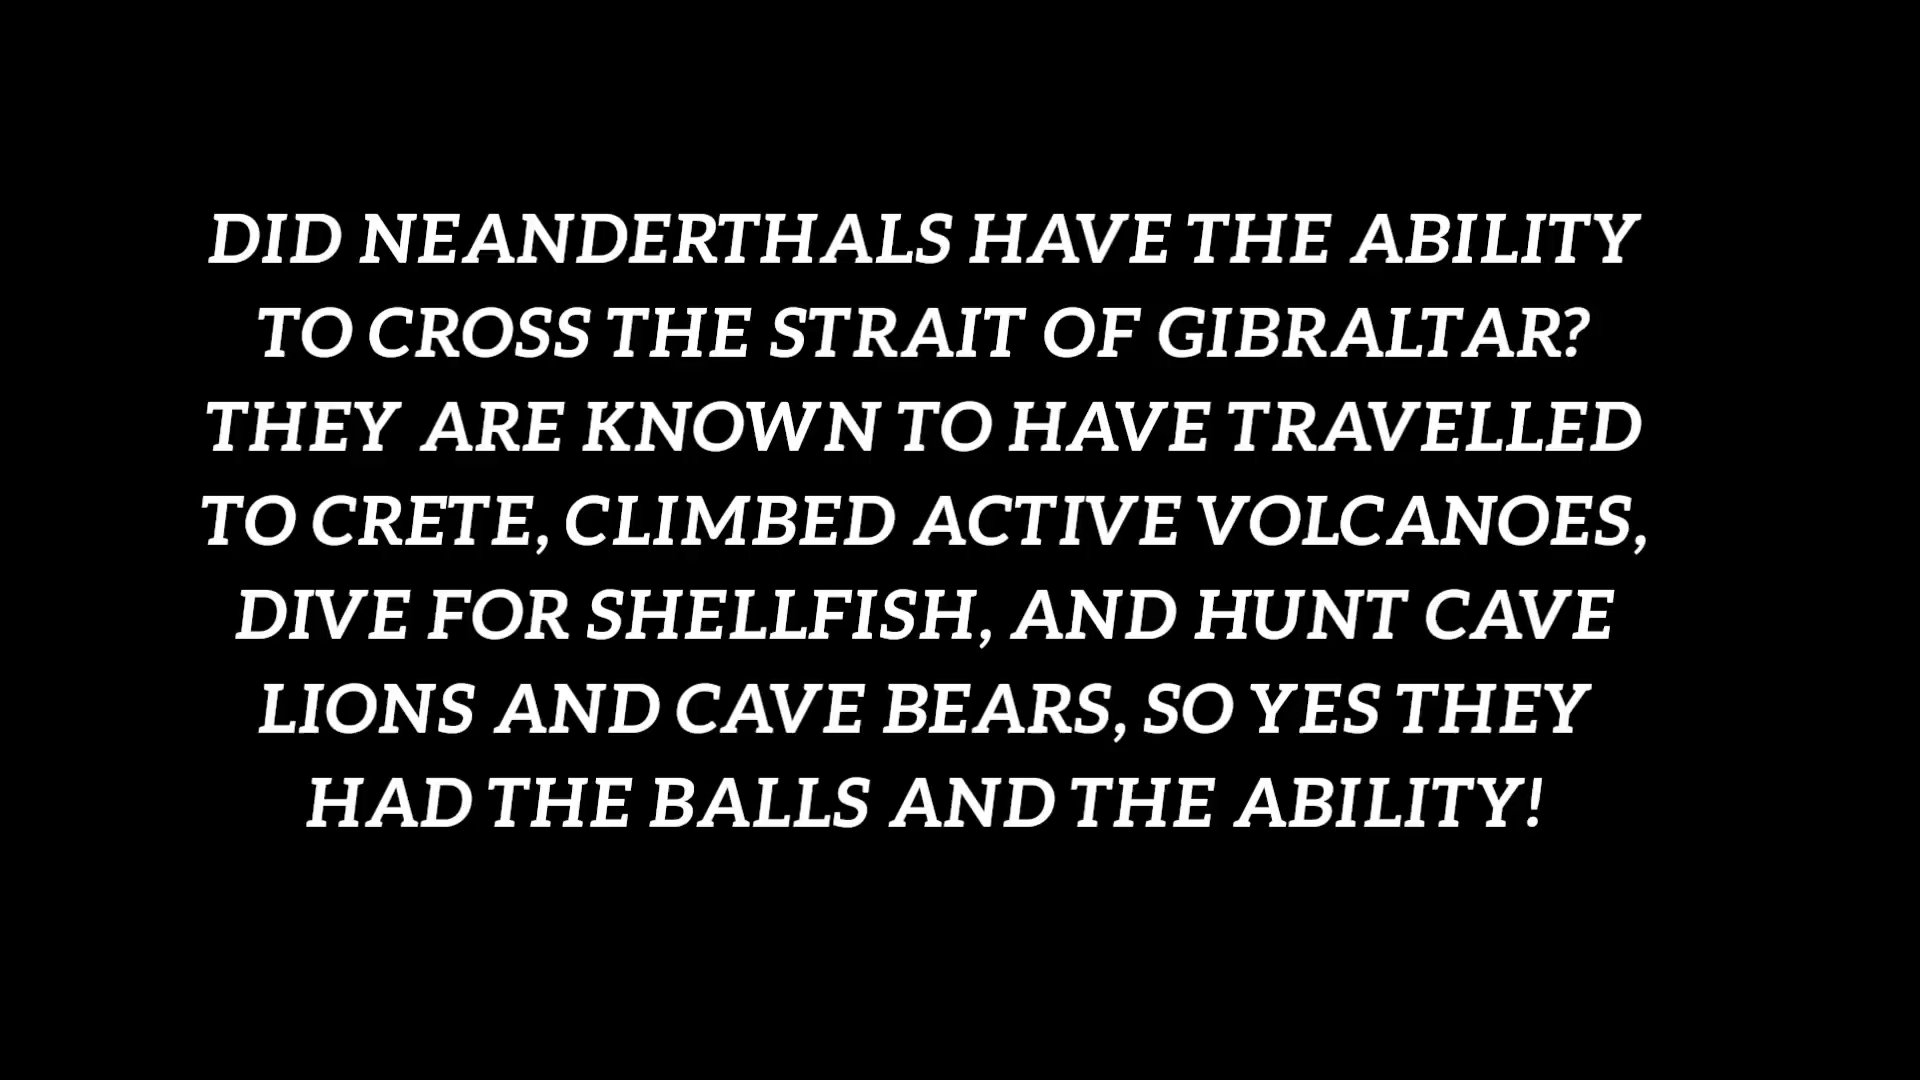 DID NEANDERTHALS HAVE THE ABILITY
TO CROSS THE STRAIT OF GIBRALTAR?
THEY ARE KNOWN TO HAVE TRAVELLED
TO CRETE, CLIMBED ACTIVE VOLCANOES,
DIVE FOR SHELLFISH, AND HUNT CAVE
LIONS AND CAVE BEARS, SO YES THEY
HAD THE BALLS AND THE ABILITY!